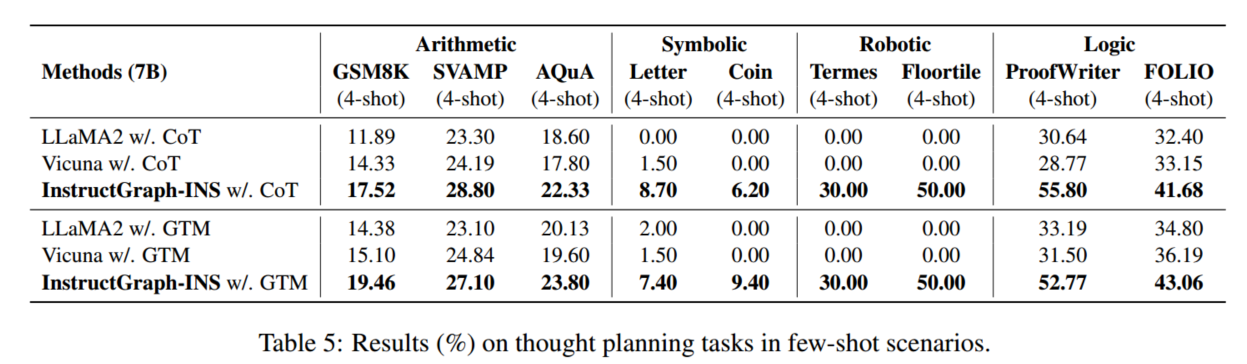 Arithmetic Symbolic Robotic Logic
Methods (7B) GSM8K SVAMP AQuA Letter Coin Termes Floortile ProofWriter FOLIO
(4-shot) (4-shot) (4-shot) (4-shot) (4-shot) (4-shot) (4-shot) (4-shot) (4-shot)
LLaMA2 w/. CoT 11.89 23.30 18.60 0.00 0.00 0.00 0.00 30.64 32.40
Vicuna w/. CoT 14.33 24.19 17.80 1.50 0.00 0.00 0.00 28.77 33.15
InstructGraph-INS w/. CoT 17.52 28.80 22.33 8.70 6.20 30.00 50.00 55.80 41.68
LLaMA2 w/. GTM 14.38 23.10 20.13 2.00 0.00 0.00 0.00 33.19 34.80
Vicuna w/. GTM 15.10 24.84 19.60 1.50 0.00 0.00 0.00 31.50 36.19
InstructGraph-INS w/. GTM 19.46 27.10 23.80 7.40 9.40 30.00 50.00 52.77 43.06
Table 5: Results (%) on thought planning tasks in few-shot scenarios.